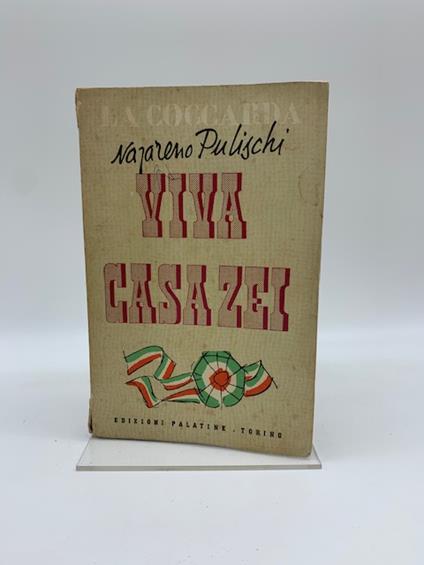 LA COCCARDA
Nazareno Pulischi
VIVA
CASA ZEI
EDIZIONI PALATINE - TORINO